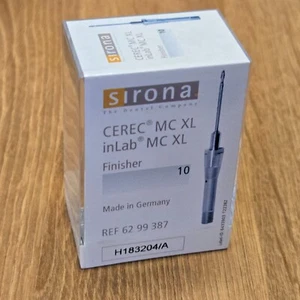 sirona.
The Dental Company
CEREC® MC XL
inLab® MC XL
Finisher
10
Made in Germany
REF 62 99 387
H183204/A